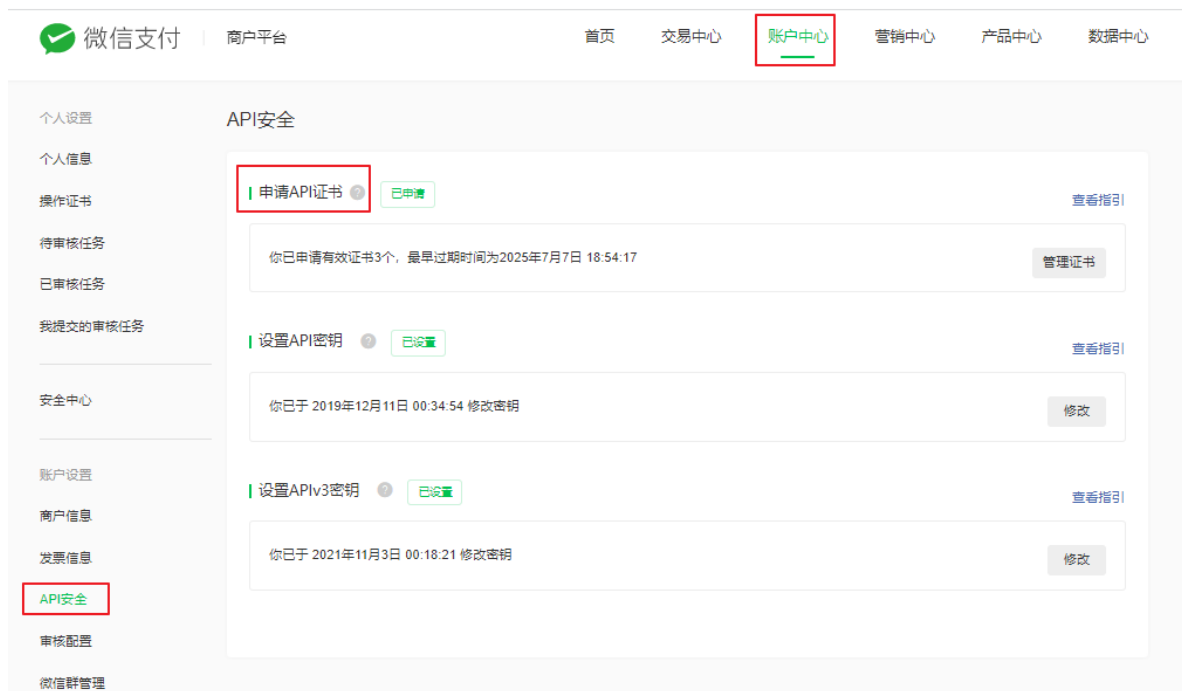 微信支付 商户平台 首页 交易中心 账户中心 营销中心 产品中心 数据中心
个人设置
个人信息
操作证书
待审核任务
已审核任务
我提交的审核任务
安全中心
账户设置
商户信息
发票信息
API安全
审核配置
微信群管理
API安全
申请API证书 ? 已申请 查看指引
你已申请有效证书3个，最早过期时间为2025年7月7日 18:54:17 管理证书
设置API密钥 ? 已设置 查看指引
你已于 2019年12月11日 00:34:54 修改密钥 修改
设置APIv3密钥 ? 已设置 查看指引
你已于 2021年11月3日 00:18:21 修改密钥 修改